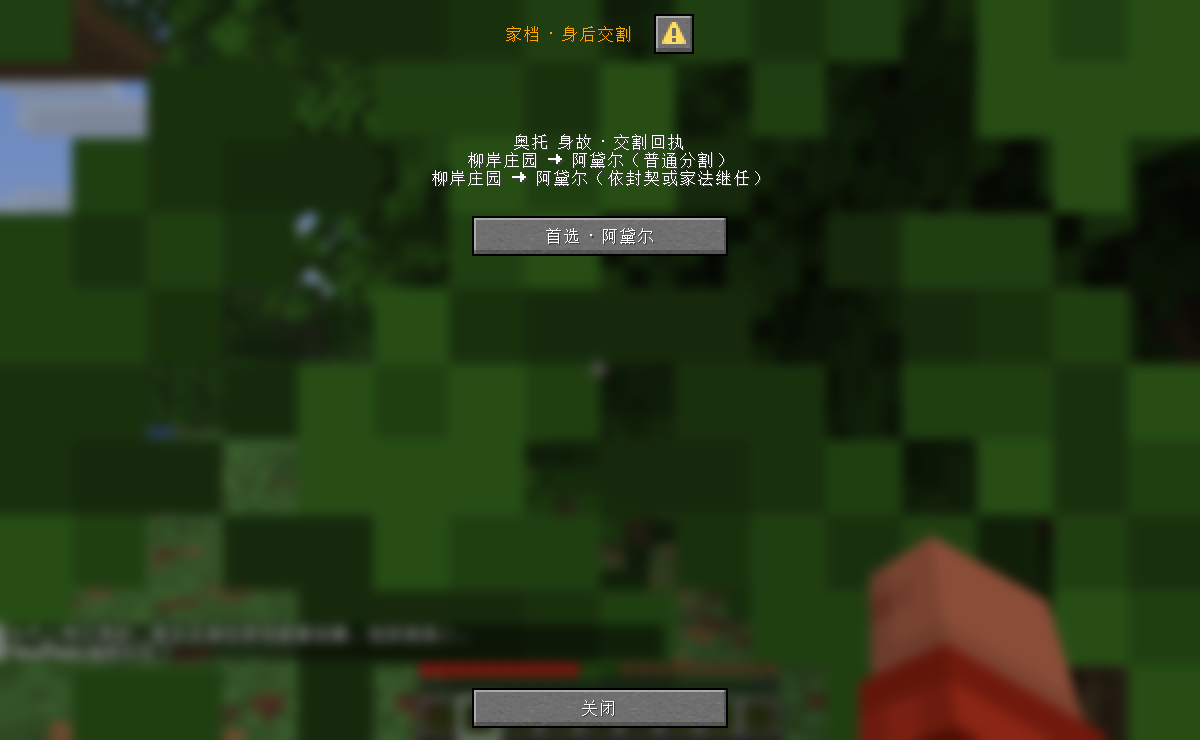 家档 · 身后交割
奥托 身故 · 交割回执
柳岸庄园 → 阿黛尔（普通分割）
柳岸庄园 → 阿黛尔（依封契或家法继任）
首选 · 阿黛尔
关闭